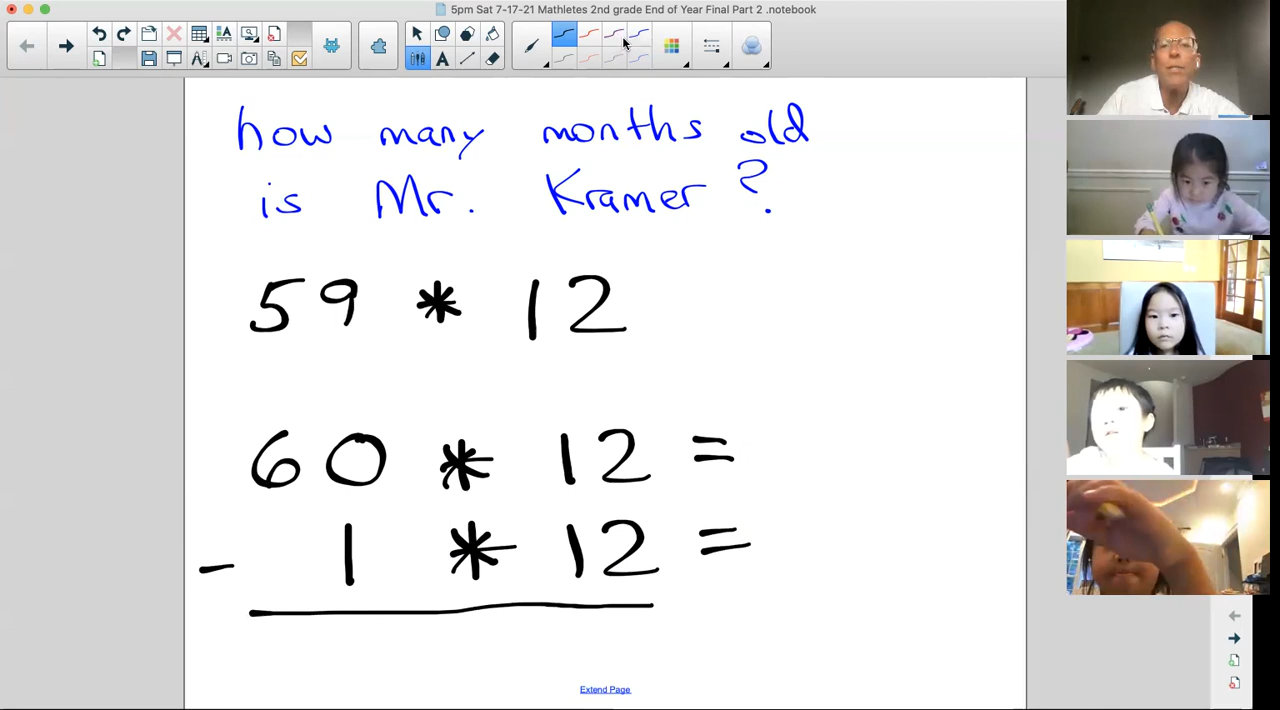 5pm Sat 7-17-21 Mathletes 2nd grade End of Year Final Part 2 .notebook
how many months old
is Mr. Kramer ?
59 * 12
60 * 12 =
- 1 * 12 =
Extend Page